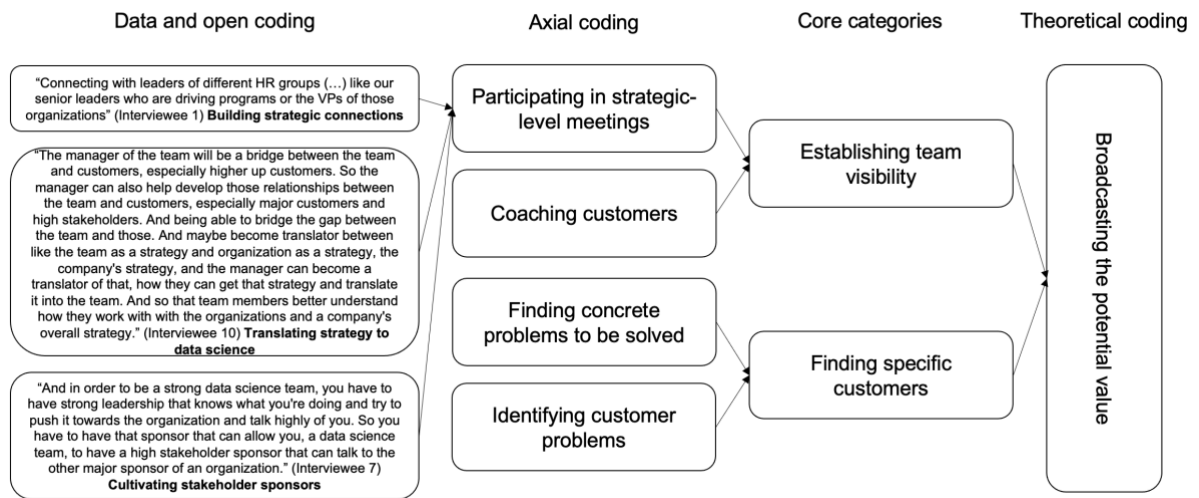 Data and open coding
Axial coding
Core categories
Theoretical coding
“Connecting with leaders of different HR groups (…) like our
senior leaders who are driving programs or the VPs of those
organizations” (Interviewee 1) Building strategic connections
“The manager of the team will be a bridge between the team
and customers, especially higher up customers. So the
manager can also help develop those relationships between
the team and customers, especially major customers and
high stakeholders. And being able to bridge the gap between
the team and those. And maybe become translator between
like the team as a strategy and organization as a strategy, the
company's strategy, and the manager can become a
translator of that, how they can get that strategy and translate
it into the team. And so that team members better understand
how they work with with the organizations and a company's
overall strategy.” (Interviewee 10) Translating strategy to
data science
“And in order to be a strong data science team, you have to
have strong leadership that knows what you're doing and try to
push it towards the organization and talk highly of you. So you
have to have that sponsor that can allow you, a data science
team, to have a high stakeholder sponsor that can talk to the
other major sponsor of an organization.” (Interviewee 7)
Cultivating stakeholder sponsors
Participating in strategic-
level meetings
Coaching customers
Finding concrete
problems to be solved
Identifying customer
problems
Establishing team
visibility
Finding specific
customers
Broadcasting the potential value